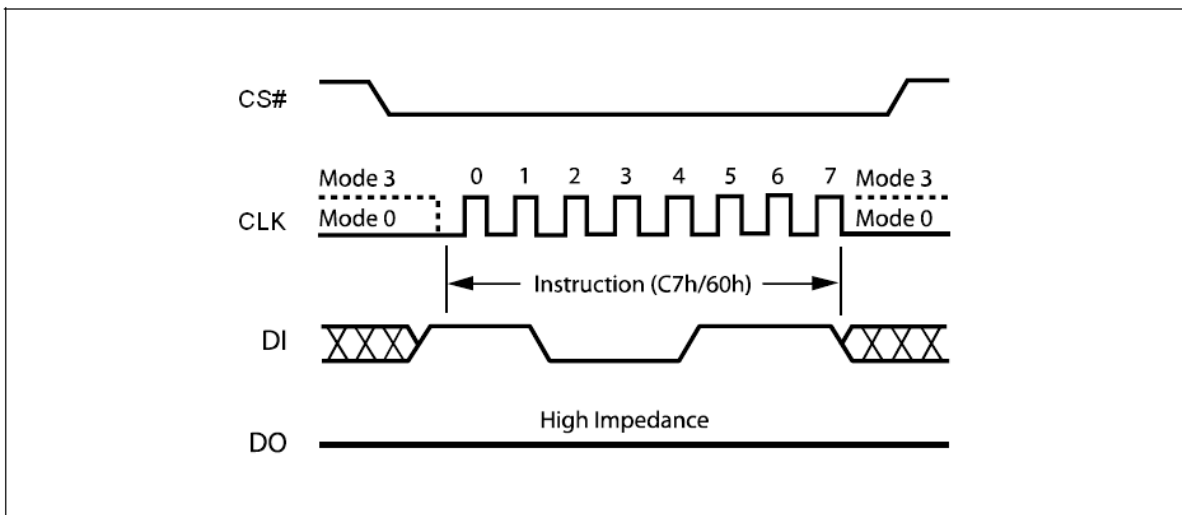 CS#
Mode 3 0 1 2 3 4 5 6 7 Mode 3
CLK Mode 0 Mode 0
Instruction (C7h/60h)
DI
High Impedance
DO